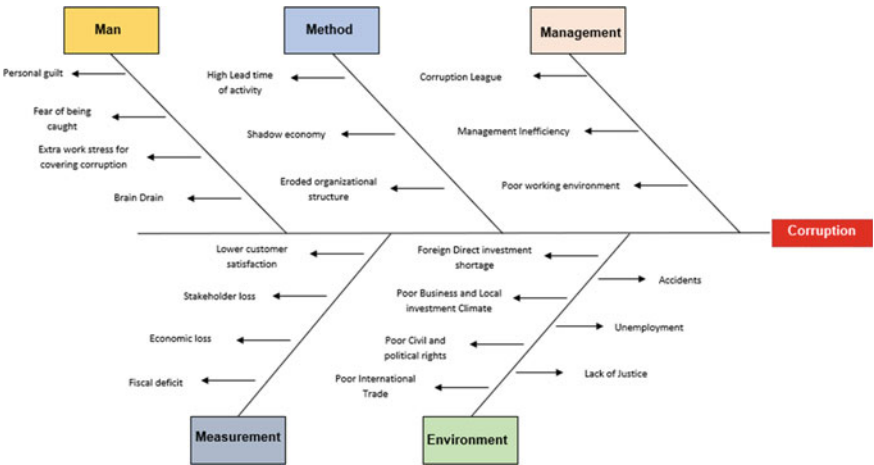 Man
Method
Management
Personal guilt
Fear of being
caught
Extra work stress for
covering corruption
Brain Drain
High Lead time
of activity
Shadow economy
Eroded organizational
structure
Corruption League
Management Inefficiency
Poor working environment
Corruption
Lower customer
satisfaction
Stakeholder loss
Economic loss
Fiscal deficit
Foreign Direct investment
shortage
Poor Business and Local
investment Climate
Poor Civil and
political rights
Poor International
Trade
Accidents
Unemployment
Lack of Justice
Measurement
Environment